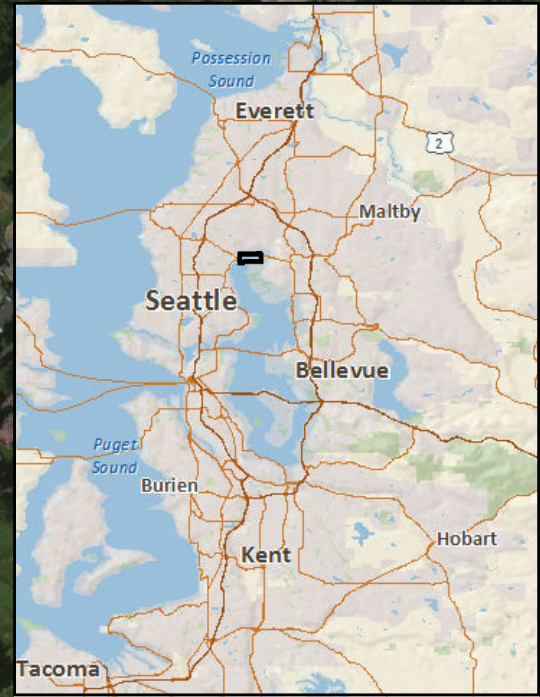 Possession
Sound
Everett
2
Maltby
Seattle
Bellevue
Puget
Sound
Burien
Hobart
Kent
Tacoma